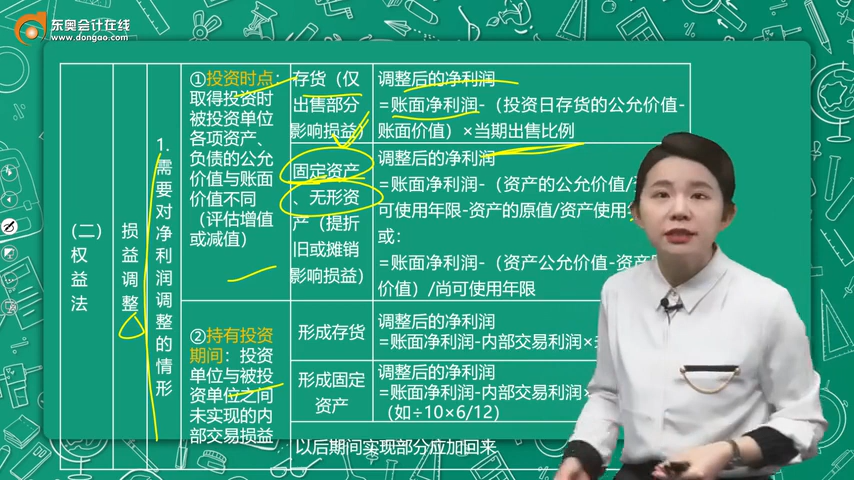 东奥会计在线
www.dongao.com
(二)权益法
损益调整
1.需要对净利润调整的情形
①投资时点：
取得投资时
被投资单位
各项资产、
负债的公允
价值与账面
价值不同
（评估增值
或减值）
存货（仅
出售部分
影响损益）
调整后的净利润
=账面净利润-（投资日存货的公允价值-
账面价值）×当期出售比例
固定资产
、无形资
产（提折
旧或摊销
影响损益）
调整后的净利润
=账面净利润-（资产的公允价值/
可使用年限-资产的原值/资产使用
或：
=账面净利润-（资产公允价值-资产
价值）/尚可使用年限
②持有投资
期间：投资
单位与被投
资单位之间
未实现的内
部交易损益
形成存货
调整后的净利润
=账面净利润-内部交易利润×
形成固定
资产
调整后的净利润
=账面净利润-内部交易利润×
（如÷10×6/12）
以后期间实现部分应加回来